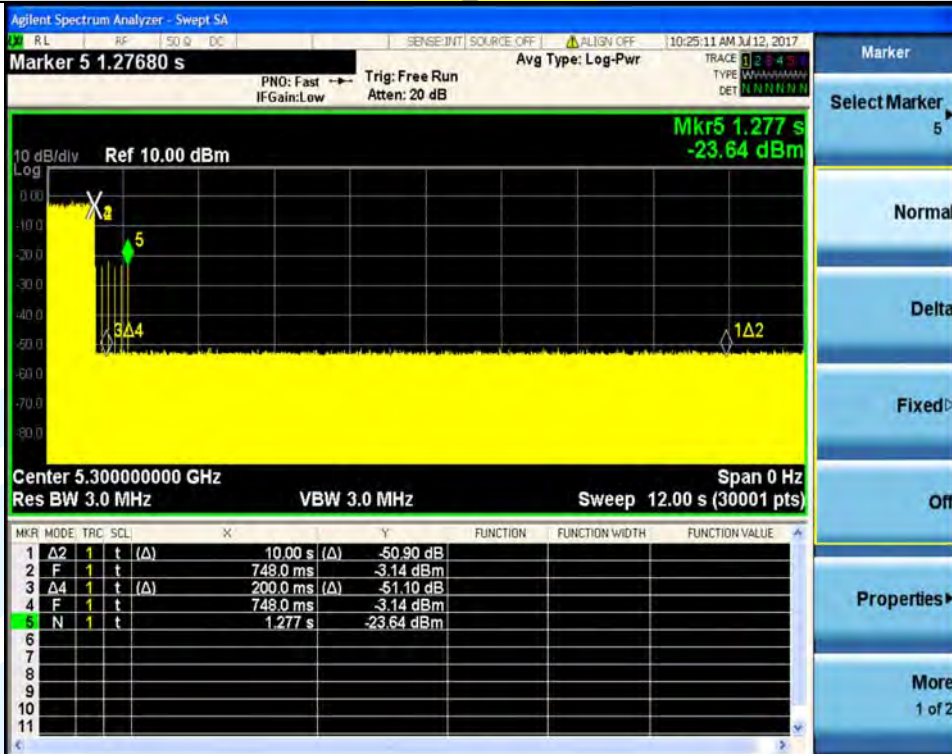 Agilent Spectrum Analyzer - Swept SA
RL RF 50 Ω DC SENSE:INT SOURCE OFF ALIGN OFF 10:25:11 AM Jul 12, 2017
Marker 5 1.27680 s
PNO: Fast
IFGain:Low
Trig: Free Run
Atten: 20 dB
Avg Type: Log-Pwr
TRACE 1 2 3 4 5 6
TYPE
DET N N N N N N
Mkr5 1.277 s
-23.64 dBm
10 dB/div Ref 10.00 dBm
Log
0.00
-10.0
-20.0
-30.0
-40.0
-50.0
-60.0
-70.0
-80.0
5
3Δ4
1Δ2
Center 5.300000000 GHz Span 0 Hz
Res BW 3.0 MHz VBW 3.0 MHz Sweep 12.00 s (30001 pts)
MKR MODE TRC SCL X Y FUNCTION FUNCTION WIDTH FUNCTION VALUE
1 Δ2 1 t (Δ) 10.00 s (Δ) -50.90 dB
2 F 1 t 748.0 ms -3.14 dBm
3 Δ4 1 t (Δ) 200.0 ms (Δ) -51.10 dB
4 F 1 t 748.0 ms -3.14 dBm
5 N 1 t 1.277 s -23.64 dBm
6
7
8
9
10
11
Marker
Select Marker
5
Normal
Delta
Fixed
Off
Properties
More
1 of 2